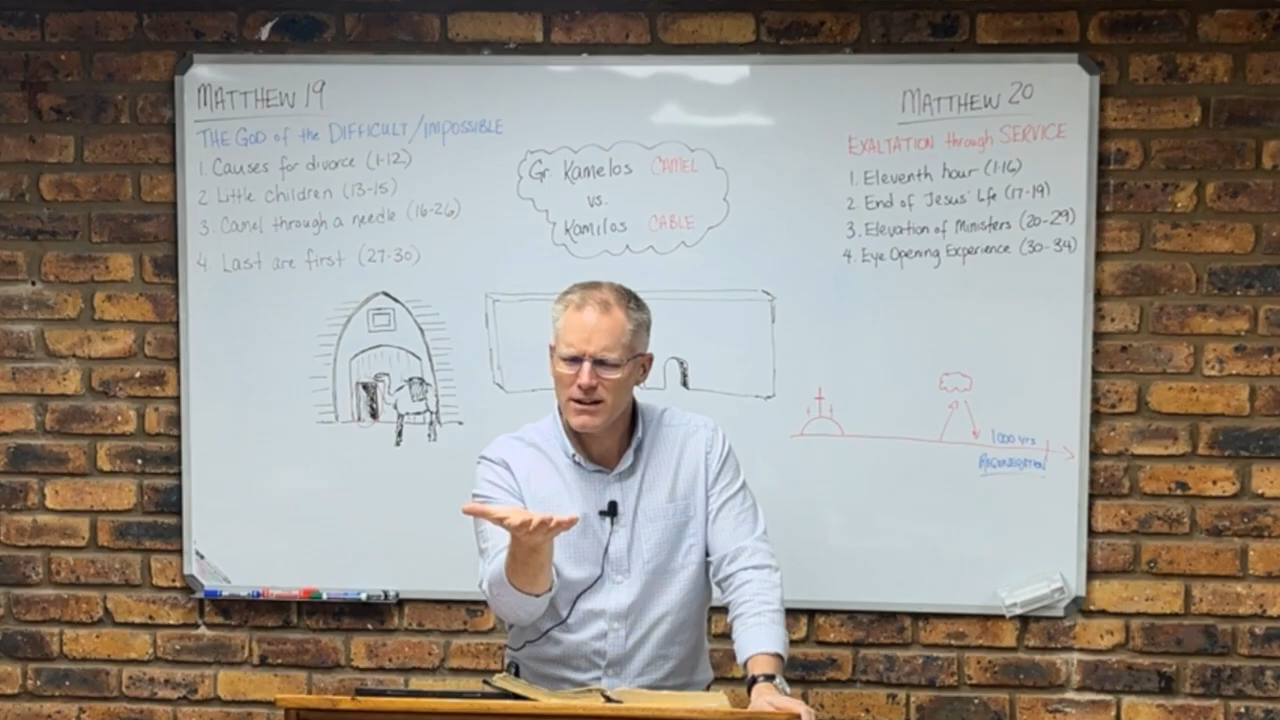 MATTHEW 19
THE GOD of the DIFFICULT/IMPOSSIBLE
1. Causes for divorce (1-12)
2. Little children (13-15)
3. Camel through a needle (16-26)
4. Last are first (27-30)
Gr. Kamelos CAMEL
vs.
Kamilos CABLE
MATTHEW 20
EXALTATION through SERVICE
1. Eleventh hour (1-16)
2. End of Jesus' Life (17-19)
3. Elevation of Ministers (20-29)
4. Eye Opening Experience (30-34)
1000 yrs
REGENERATION